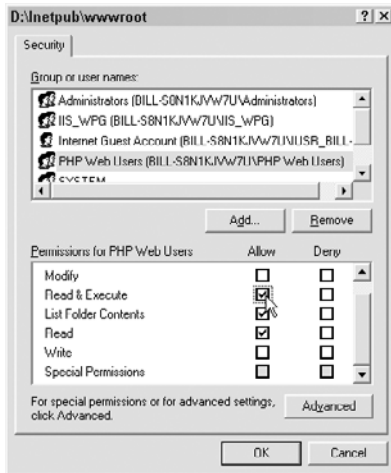 D:\Inetpub\wwwroot
Security
Group or user names:
Administrators (BILL-S8N1KJVW7U\Administrators)
IIS_WPG (BILL-S8N1KJVW7U\IIS_WPG)
Internet Guest Account (BILL-S8N1KJVW7U\IUSR_BILL-
PHP Web Users (BILL-S8N1KJVW7U\PHP Web Users)
SYSTEM
Add... Remove
Permissions for PHP Web Users Allow Deny
Modify
Read & Execute
List Folder Contents
Read
Write
Special Permissions
For special permissions or for advanced settings,
click Advanced.
Advanced
OK Cancel